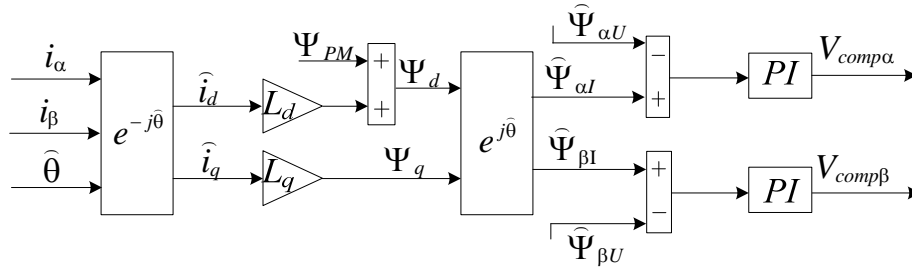 i_α
i_β
θ̂
e^{-jθ̂}
î_d
î_q
L_d
L_q
Ψ_PM
+
+
Ψ_d
Ψ_q
e^{jθ̂}
Ψ̂_αU
Ψ̂_αI
Ψ̂_βI
Ψ̂_βU
−
+
+
−
PI
PI
V_compα
V_compβ